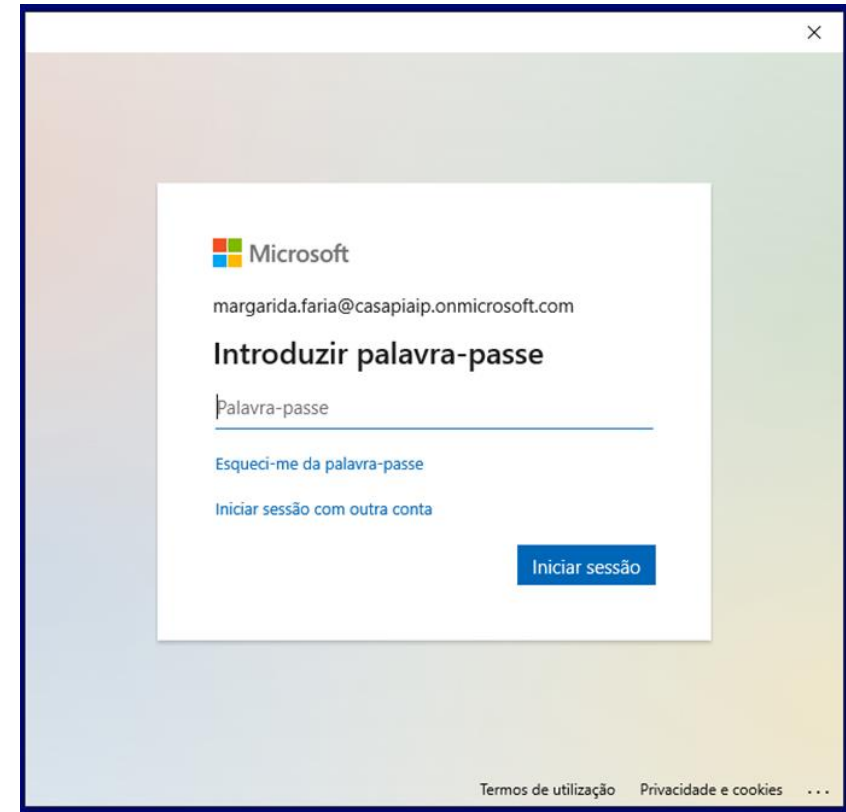 Microsoft
margarida.faria@casapiaip.onmicrosoft.com
Introduzir palavra-passe
Palavra-passe
Esqueci-me da palavra-passe
Iniciar sessão com outra conta
Iniciar sessão
Termos de utilização Privacidade e cookies ...